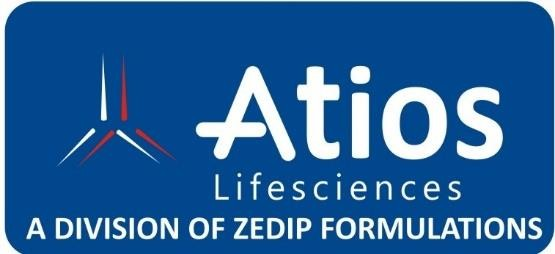 Atios
Lifesciences
A DIVISION OF ZEDIP FORMULATIONS